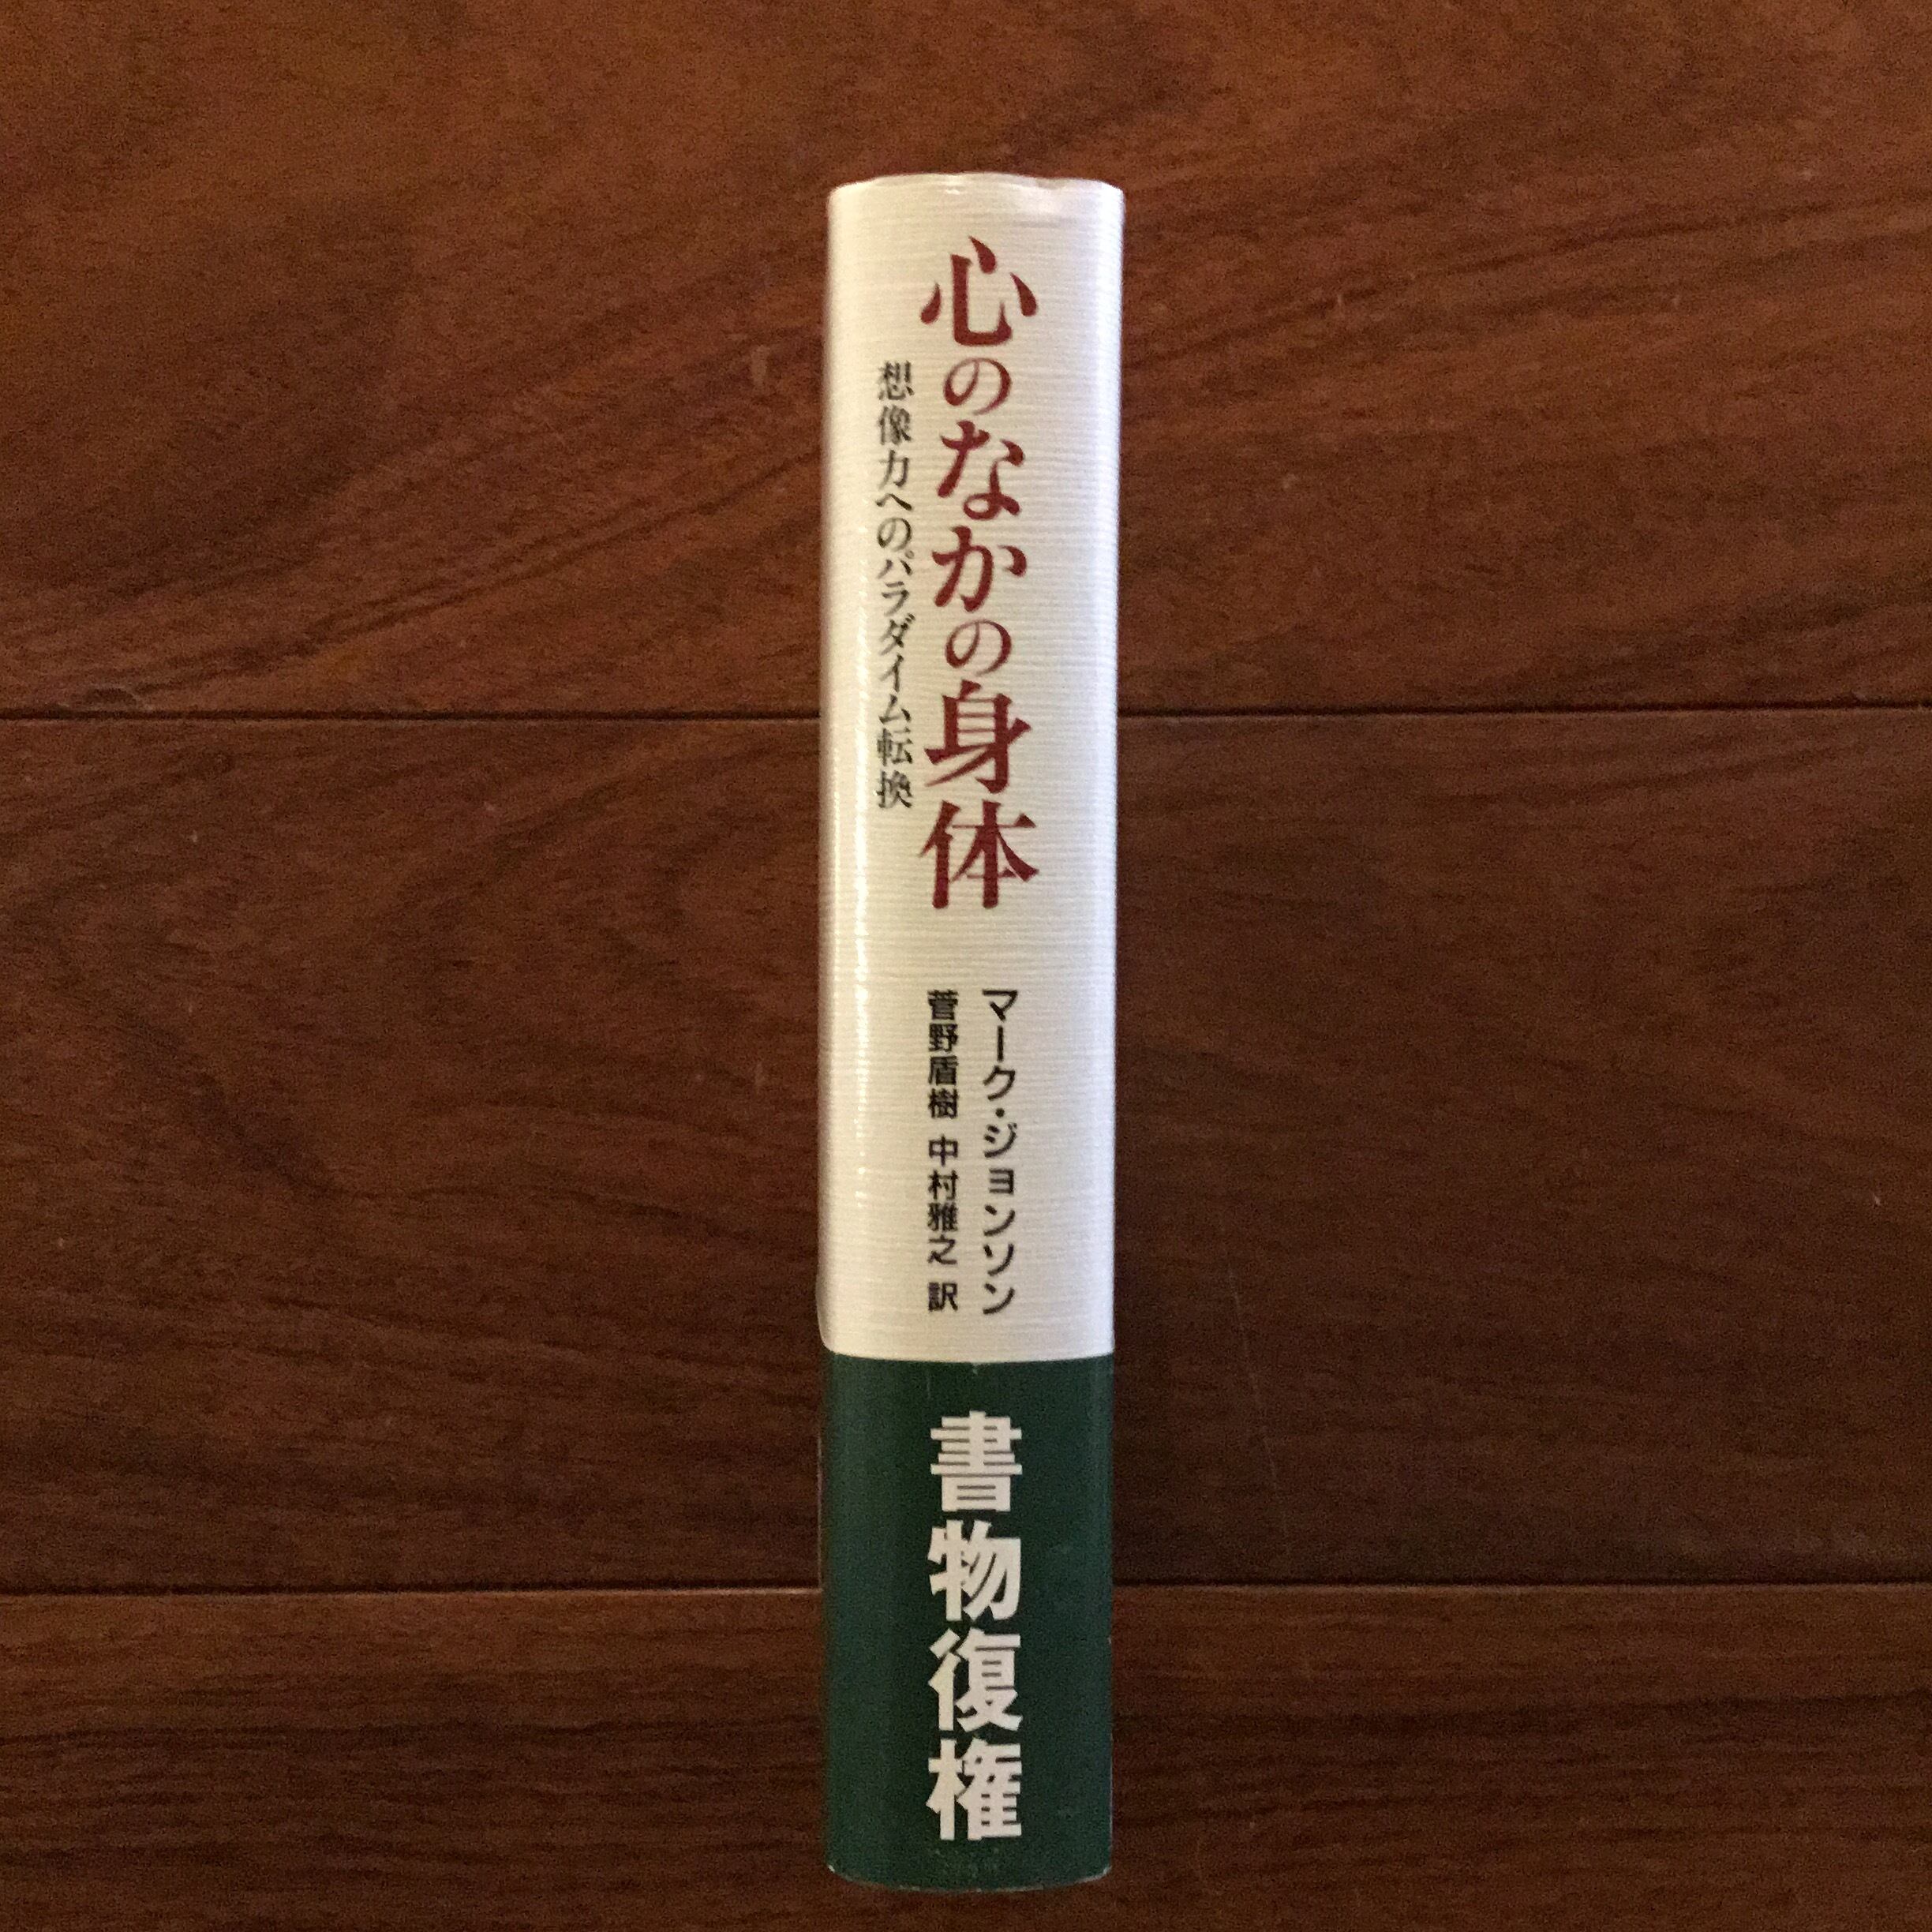 心のなかの身体
想像力へのパラダイム転換
マーク・ジョンソン
菅野盾樹 中村雅之 訳
書物復権